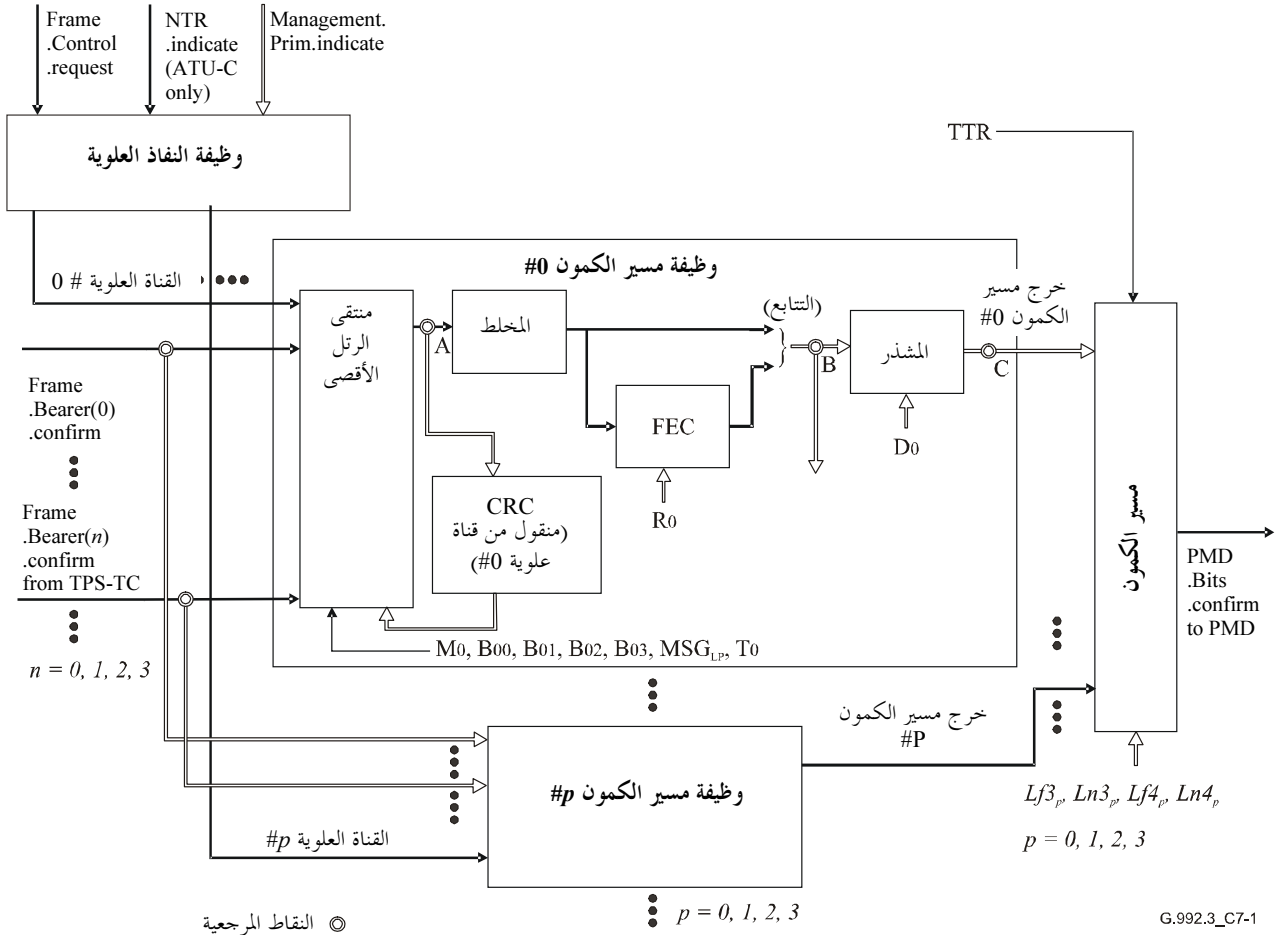 Frame
.Control
.request
NTR
.indicate
(ATU-C
only)
Management.
Prim.indicate
وظيفة النفاذ العلوية
TTR
القناة العلوية # 0
وظيفة مسير الكمون 0#
خرج مسير
الكمون 0#
منتقى
الرتل
الأقصى
A
المخلط
(التتابع)
B
المشذر
C
FEC
D0
R0
CRC
(منقول من قناة
علوية 0#)
Frame
.Bearer(0)
.confirm
Frame
.Bearer(n)
.confirm
from TPS-TC
n = 0, 1, 2, 3
M0, B00, B01, B02, B03, MSGLP, T0
مسير الكمون
PMD
.Bits
.confirm
to PMD
خرج مسير الكمون
#P
وظيفة مسير الكمون p#
القناة العلوية p#
Lf3p, Ln3p, Lf4p, Ln4p
p = 0, 1, 2, 3
p = 0, 1, 2, 3
النقاط المرجعية
G.992.3_C7-1